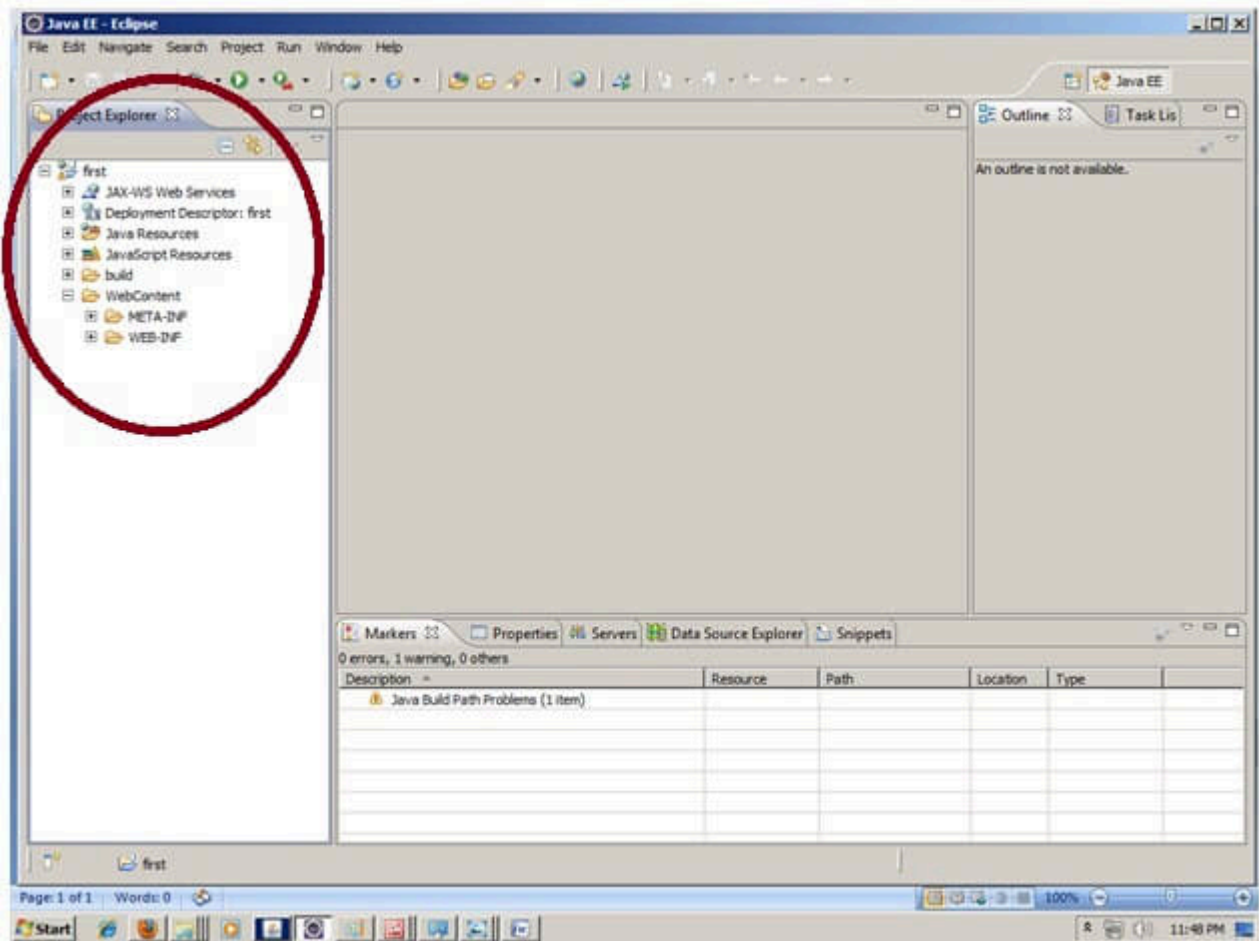 Java EE - Eclipse
File Edit Navigate Search Project Run Window Help
Java EE
Project Explorer
first
JAX-WS Web Services
Deployment Descriptor: first
Java Resources
JavaScript Resources
build
WebContent
META-INF
WEB-INF
Outline Task Lis
An outline is not available.
Markers Properties Servers Data Source Explorer Snippets
0 errors, 1 warning, 0 others
Description Resource Path Location Type
Java Build Path Problems (1 item)
first
Page: 1 of 1 Words: 0 100%
Start 11:48 PM